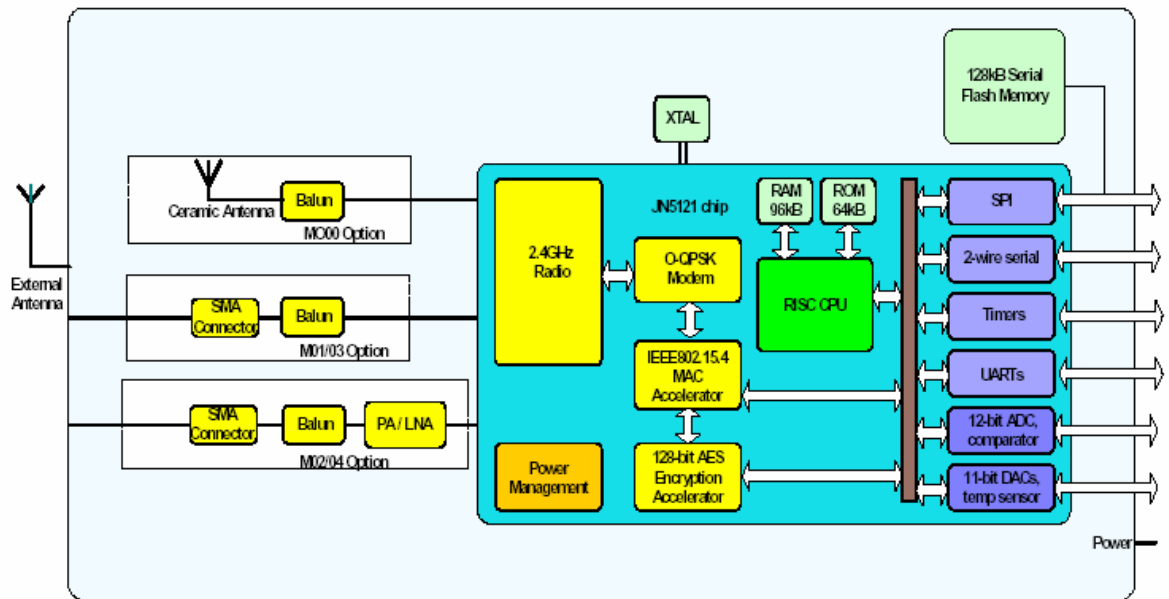 128kB Serial
Flash Memory
XTAL
Ceramic Antenna
Balun
MO00 Option
External
Antenna
SMA
Connector
Balun
M01/03 Option
SMA
Connector
Balun
PA / LNA
M02/04 Option
JN5121 chip
2.4GHz
Radio
O-QPSK
Modem
IEEE802.15.4
MAC
Accelerator
128-bit AES
Encryption
Accelerator
Power
Management
RAM
96kB
ROM
64kB
RISC CPU
SPI
2-wire serial
Timers
UARTs
12-bit ADC,
comparator
11-bit DACs,
temp sensor
Power